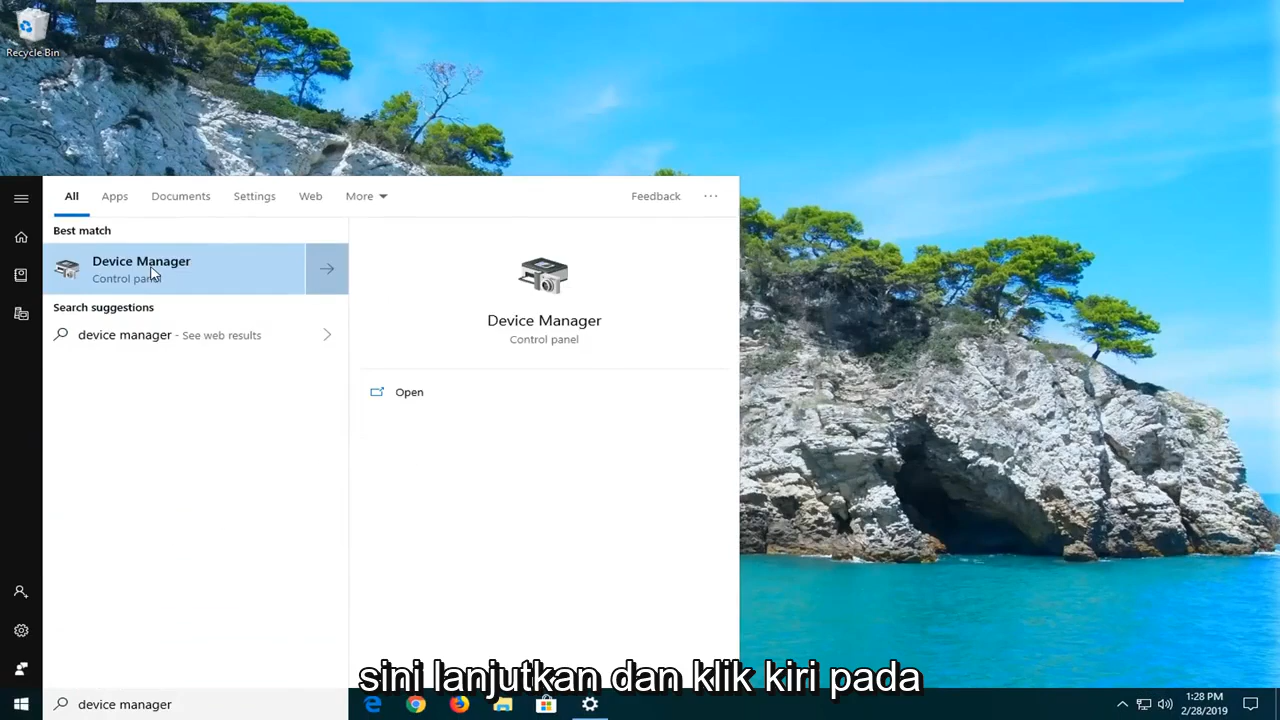 Recycle Bin
All Apps Documents Settings Web More Feedback ...
Best match
Device Manager
Control panel
Search suggestions
device manager - See web results
Device Manager
Control panel
Open
sini lanjutkan dan klik kiri pada
device manager
1:28 PM
2/28/2019